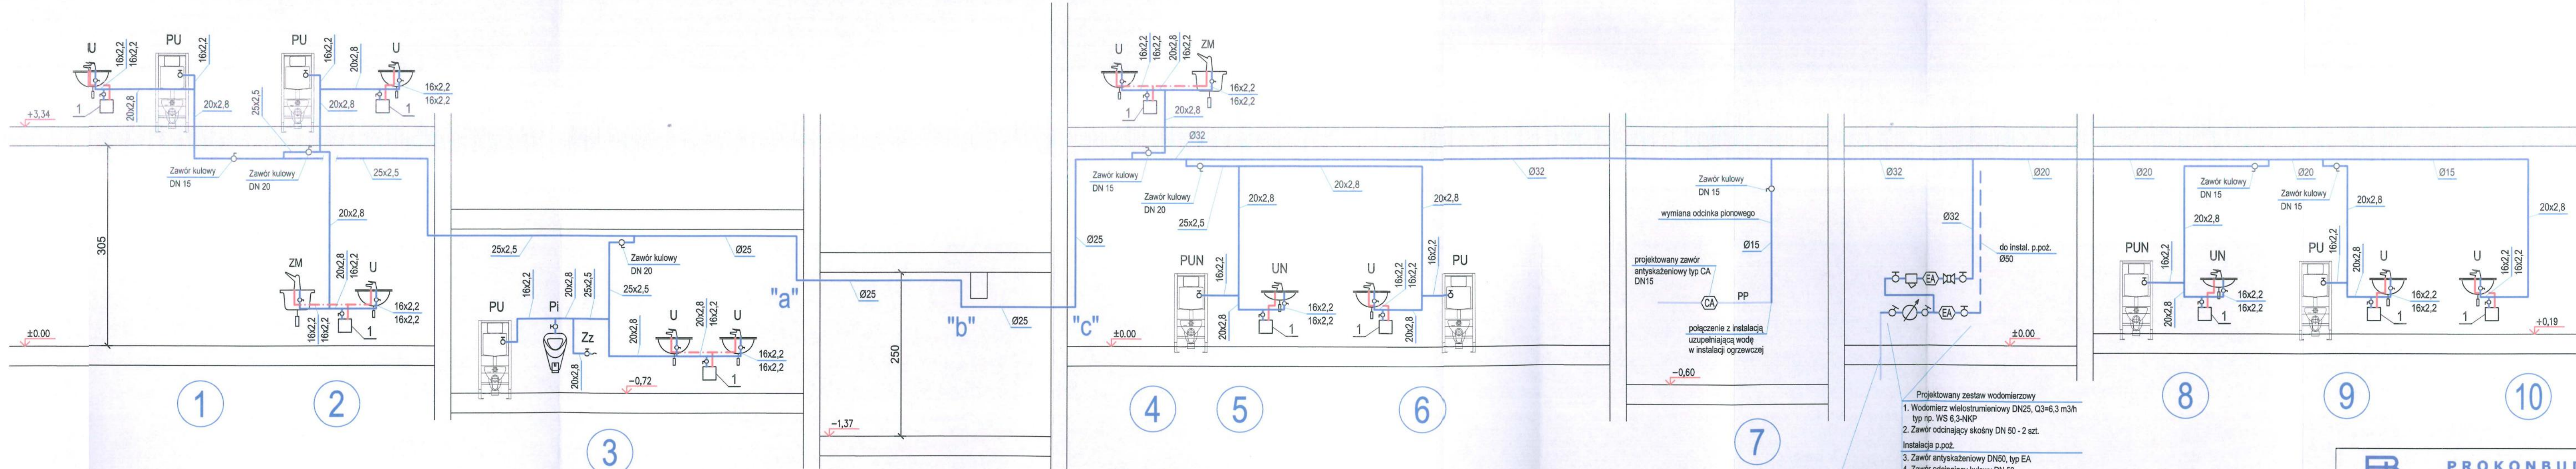 U
16x2,2
16x2,2
PU
16x2,2
PU
16x2,2
20x2,8
U
16x2,2
16x2,2
1
1
20x2,8
20x2,8
25x2,5
20x2,8
+3,34
Zawór kulowy
DN 15
Zawór kulowy
DN 20
25x2,5
305
20x2,8
ZM
20x2,8
16x2,2
U
16x2,2
16x2,2
16x2,2
16x2,2
1
±0.00
1
2
25x2,5
Zawór kulowy
DN 20
Ø25
16x2,2
20x2,8
25x2,5
25x2,5
PU
Pi
Zz
20x2,8
20x2,8
U
20x2,8
16x2,2
U
16x2,2
16x2,2
1
-0,72
3
"a"
Ø25
"b"
Ø25
"c"
250
-1,37
U
16x2,2
16x2,2
20x2,8
16x2,2
ZM
16x2,2
16x2,2
1
20x2,8
Ø32
Zawór kulowy
DN 15
Zawór kulowy
DN 20
25x2,5
20x2,8
20x2,8
20x2,8
Ø32
Ø25
PUN
16x2,2
UN
16x2,2
16x2,2
20x2,8
1
U
16x2,2
16x2,2
16x2,2
PU
1
20x2,8
±0.00
4
5
6
Zawór kulowy
DN 15
wymiana odcinka pionowego
Ø15
projektowany zawór
antyskażeniowy typ CA
DN15
CA
PP
połączenie z instalacją
uzupełniającą wodę
w instalacji ogrzewczej
-0,60
7
Ø32
Ø20
Ø32
do instal. p.poż.
Ø50
EA
EA
±0.00
Projektowany zestaw wodomierzowy
1. Wodomierz wielostrumieniowy DN25, Q3=6,3 m3/h
typ np. WS 6,3-NKP
2. Zawór odcinający skośny DN 50 - 2 szt.
Instalacja p.poż.
3. Zawór antyskażeniowy DN50, typ EA
Ø20
Zawór kulowy
DN 15
Ø20
Zawór kulowy
DN 15
Ø15
20x2,8
20x2,8
20x2,8
PUN
16x2,2
UN
16x2,2
16x2,2
20x2,8
1
PU
16x2,2
20x2,8
U
16x2,2
16x2,2
1
U
16x2,2
16x2,2
1
+0,19
8
9
10
PROKONBU